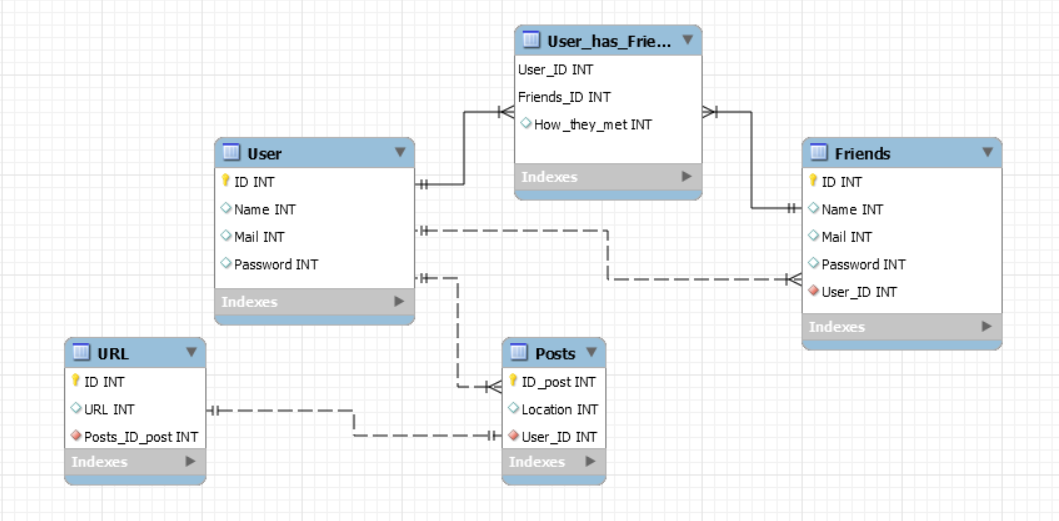 User_has_Frie...
User_ID INT
Friends_ID INT
How_they_met INT
Indexes
User
ID INT
Name INT
Mail INT
Password INT
Indexes
Friends
ID INT
Name INT
Mail INT
Password INT
User_ID INT
Indexes
URL
ID INT
URL INT
Posts_ID_post INT
Indexes
Posts
ID_post INT
Location INT
User_ID INT
Indexes